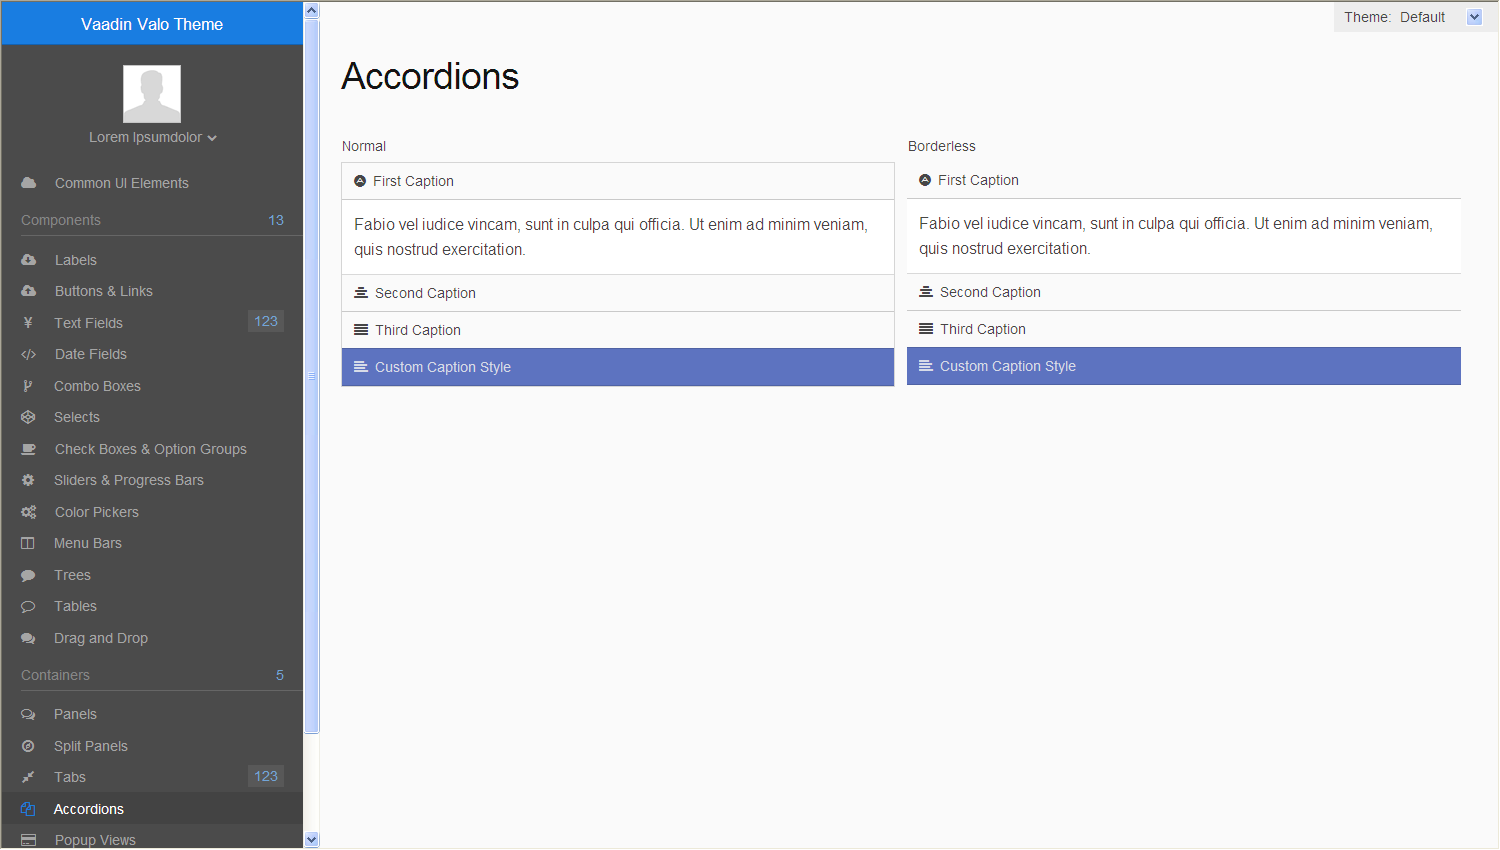 Vaadin Valo Theme
Lorem Ipsumdolor
Common UI Elements
Components 13
Labels
Buttons & Links
Text Fields 123
Date Fields
Combo Boxes
Selects
Check Boxes & Option Groups
Sliders & Progress Bars
Color Pickers
Menu Bars
Trees
Tables
Drag and Drop
Containers 5
Panels
Split Panels
Tabs 123
Accordions
Popup Views
Theme: Default
Accordions
Normal
First Caption
Fabio vel iudice vincam, sunt in culpa qui officia. Ut enim ad minim veniam,
quis nostrud exercitation.
Second Caption
Third Caption
Custom Caption Style
Borderless
First Caption
Fabio vel iudice vincam, sunt in culpa qui officia. Ut enim ad minim veniam,
quis nostrud exercitation.
Second Caption
Third Caption
Custom Caption Style